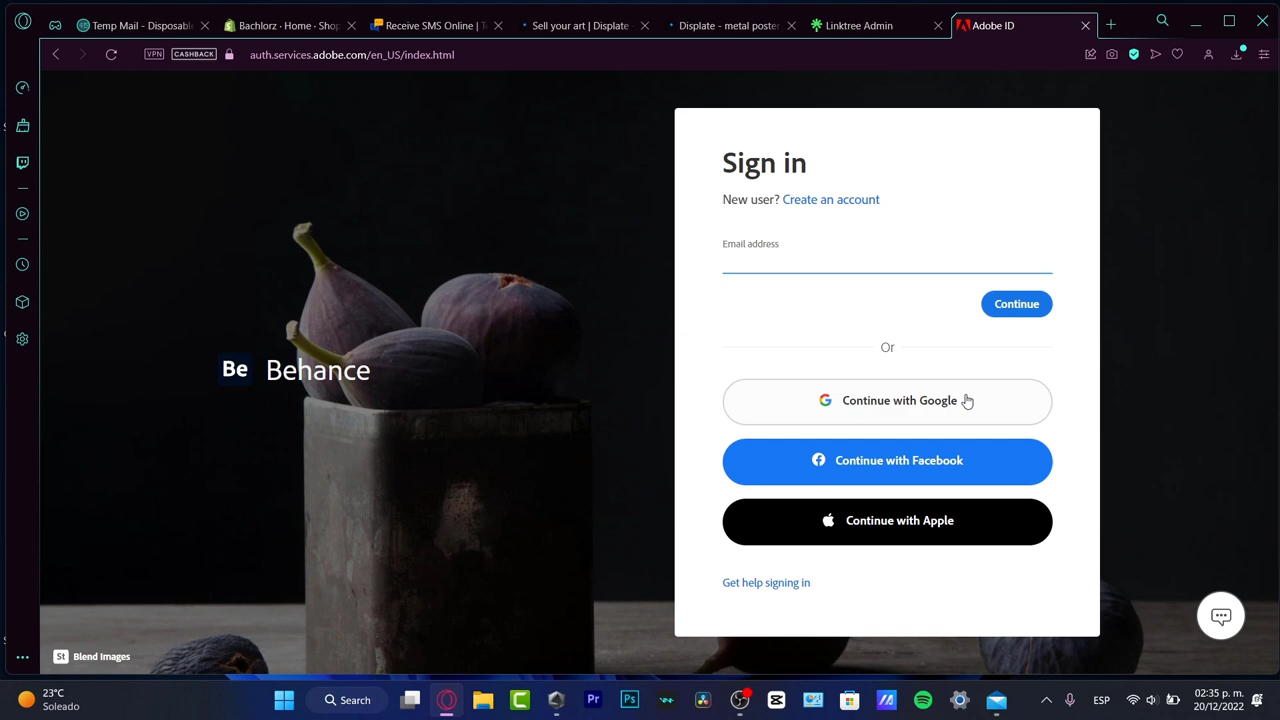 Temp Mail - Disposable
Bachlorz · Home · Shop
Receive SMS Online | T
Sell your art | Displate -
Displate - metal poster
Linktree Admin
Adobe ID
VPN
CASHBACK
auth.services.adobe.com/en_US/index.html
Sign in
New user? Create an account
Email address
Continue
Or
Be Behance
G Continue with Google
Continue with Facebook
Continue with Apple
Get help signing in
St Blend Images
23°C
Soleado
Search
Pr
Ps
ESP
02:35 p. m.
20/12/2022